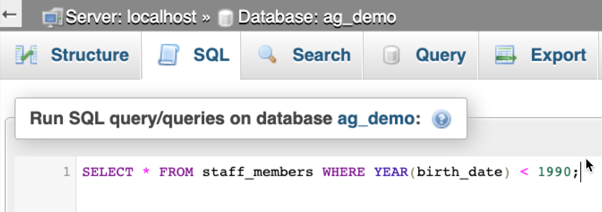 Server: localhost » Database: ag_demo
Structure SQL Search Query Export
Run SQL query/queries on database ag_demo:
1 SELECT * FROM staff_members WHERE YEAR(birth_date) < 1990;